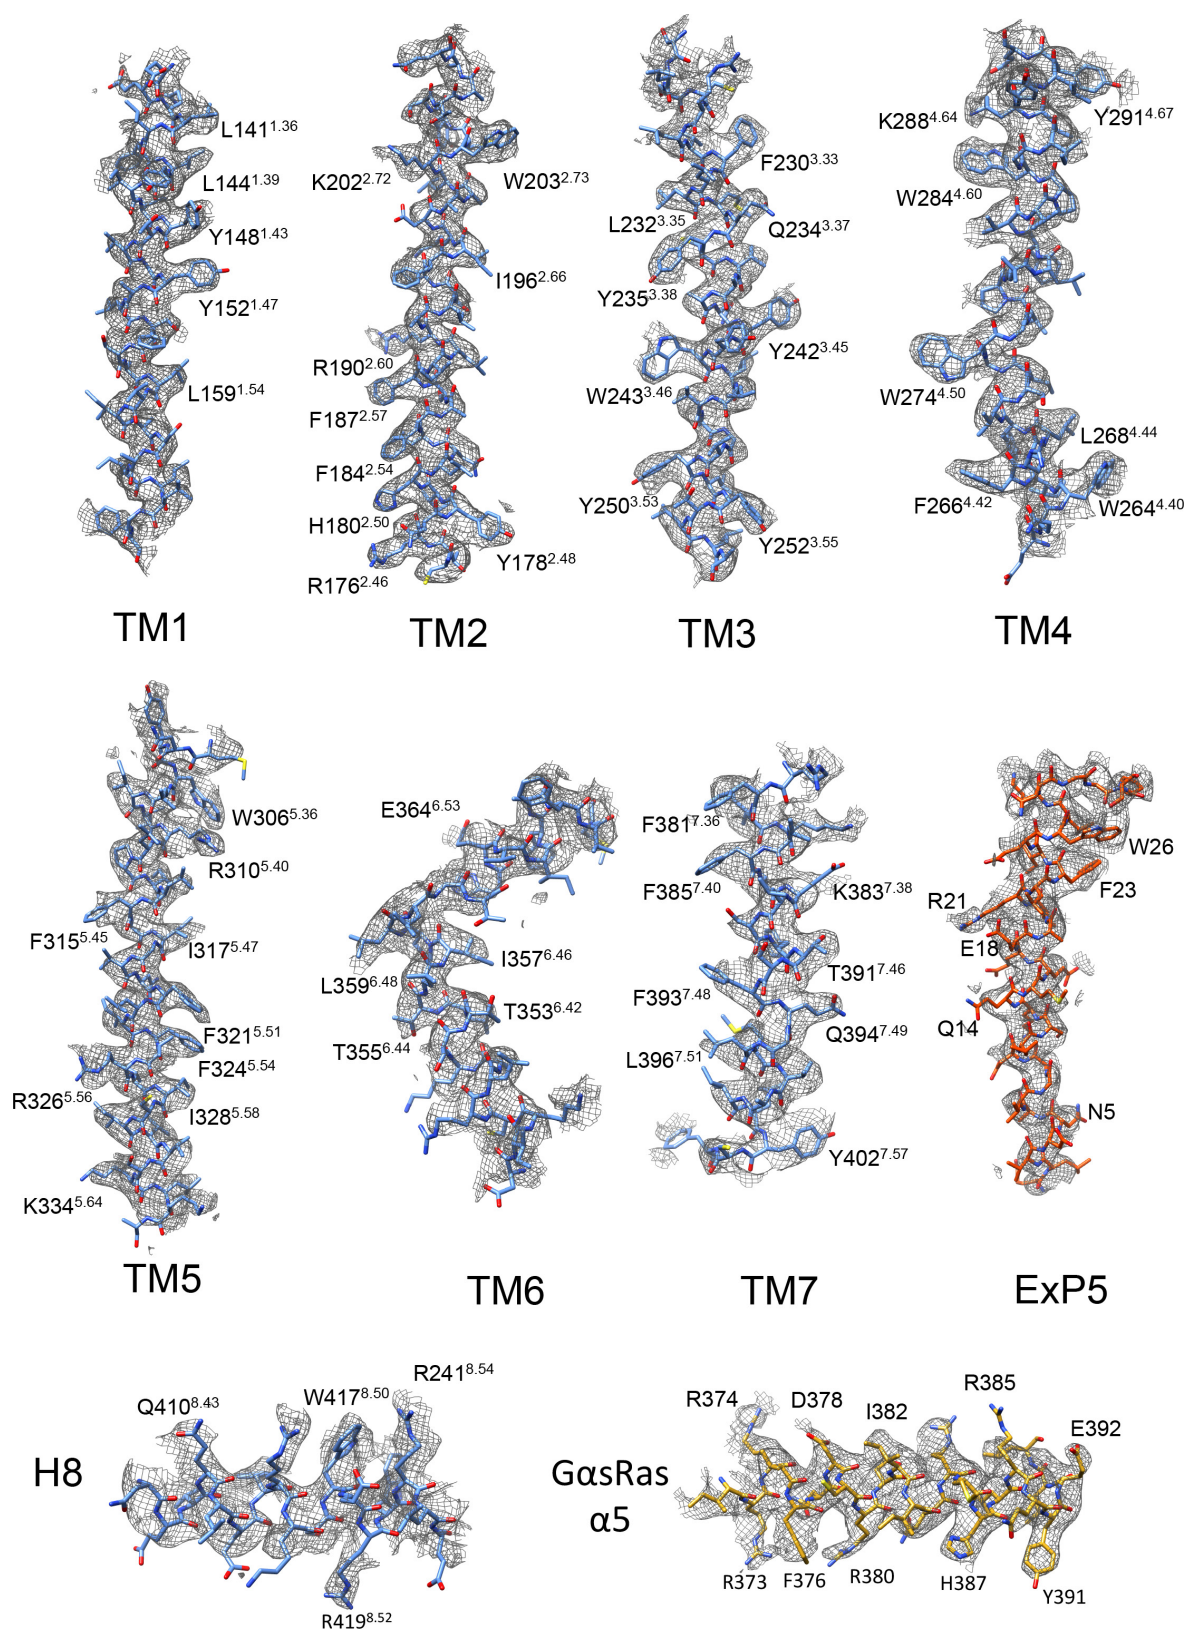 L141^1.36
L144^1.39
Y148^1.43
Y152^1.47
L159^1.54
TM1
K202^2.72
W203^2.73
I196^2.66
R190^2.60
F187^2.57
F184^2.54
H180^2.50
Y178^2.48
R176^2.46
TM2
F230^3.33
L232^3.35
Q234^3.37
Y235^3.38
Y242^3.45
W243^3.46
Y250^3.53
Y252^3.55
TM3
K288^4.64
Y291^4.67
W284^4.60
W274^4.50
L268^4.44
F266^4.42
W264^4.40
TM4
W306^5.36
R310^5.40
F315^5.45
I317^5.47
F321^5.51
F324^5.54
R326^5.56
I328^5.58
K334^5.64
TM5
E364^6.53
I357^6.46
L359^6.48
T353^6.42
T355^6.44
TM6
F381^7.36
F385^7.40
K383^7.38
T391^7.46
F393^7.48
Q394^7.49
L396^7.51
Y402^7.57
TM7
W26
F23
R21
E18
Q14
N5
ExP5
H8
Q410^8.43
W417^8.50
R241^8.54
R419^8.52
GαsRas
α5
R374
D378
I382
R385
E392
R373
F376
R380
H387
Y391